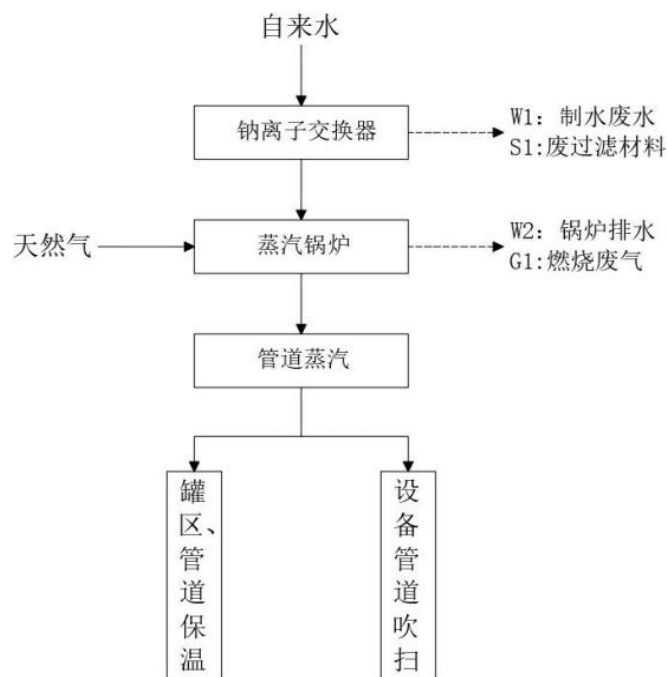 自来水
钠离子交换器
W1：制水废水
S1:废过滤材料
天然气
蒸汽锅炉
W2：锅炉排水
G1:燃烧废气
管道蒸汽
罐区、管道保温
设备管道吹扫